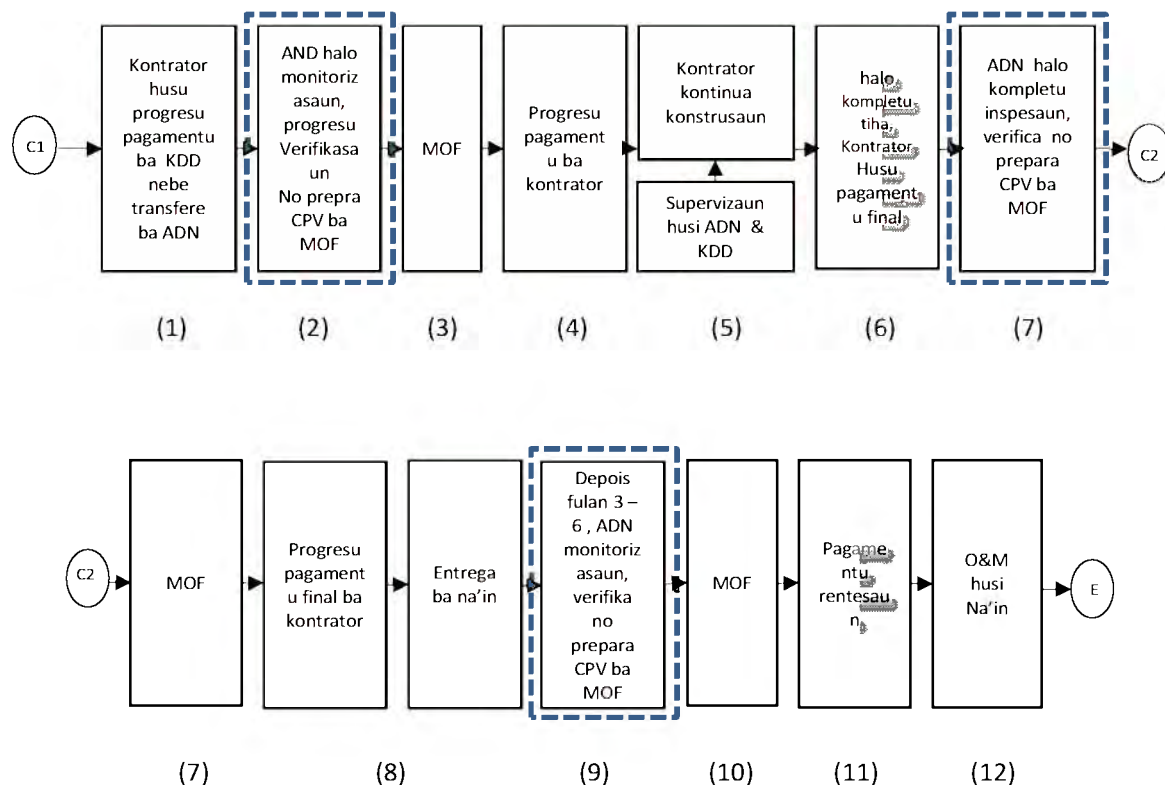 C1
Kontrator
husu
progresu
pagamentu
ba KDD
nebe
transfere
ba ADN
AND halo
monitoriz
asaun,
progresu
Verifikasa
un
No prepra
CPV ba
MOF
MOF
Progresu
pagament
u ba
kontrator
Kontrator
kontinua
konstrusaun
Supervizaun
husi ADN &
KDD
halo
kompletu
tiha,
Kontrator
Husu
pagament
u final
ADN halo
kompletu
inspesaun,
verifica no
prepara
CPV ba
MOF
C2
(1)
(2)
(3)
(4)
(5)
(6)
(7)
C2
MOF
Progresu
pagament
u final ba
kontrator
Entrega
ba na'in
Depois
fulan 3 –
6 , ADN
monitoriz
asaun,
verifika
no
prepara
CPV ba
MOF
MOF
Pagame
ntu
rentesau
n
O&M
husi
Na'in
E
(7)
(8)
(9)
(10)
(11)
(12)